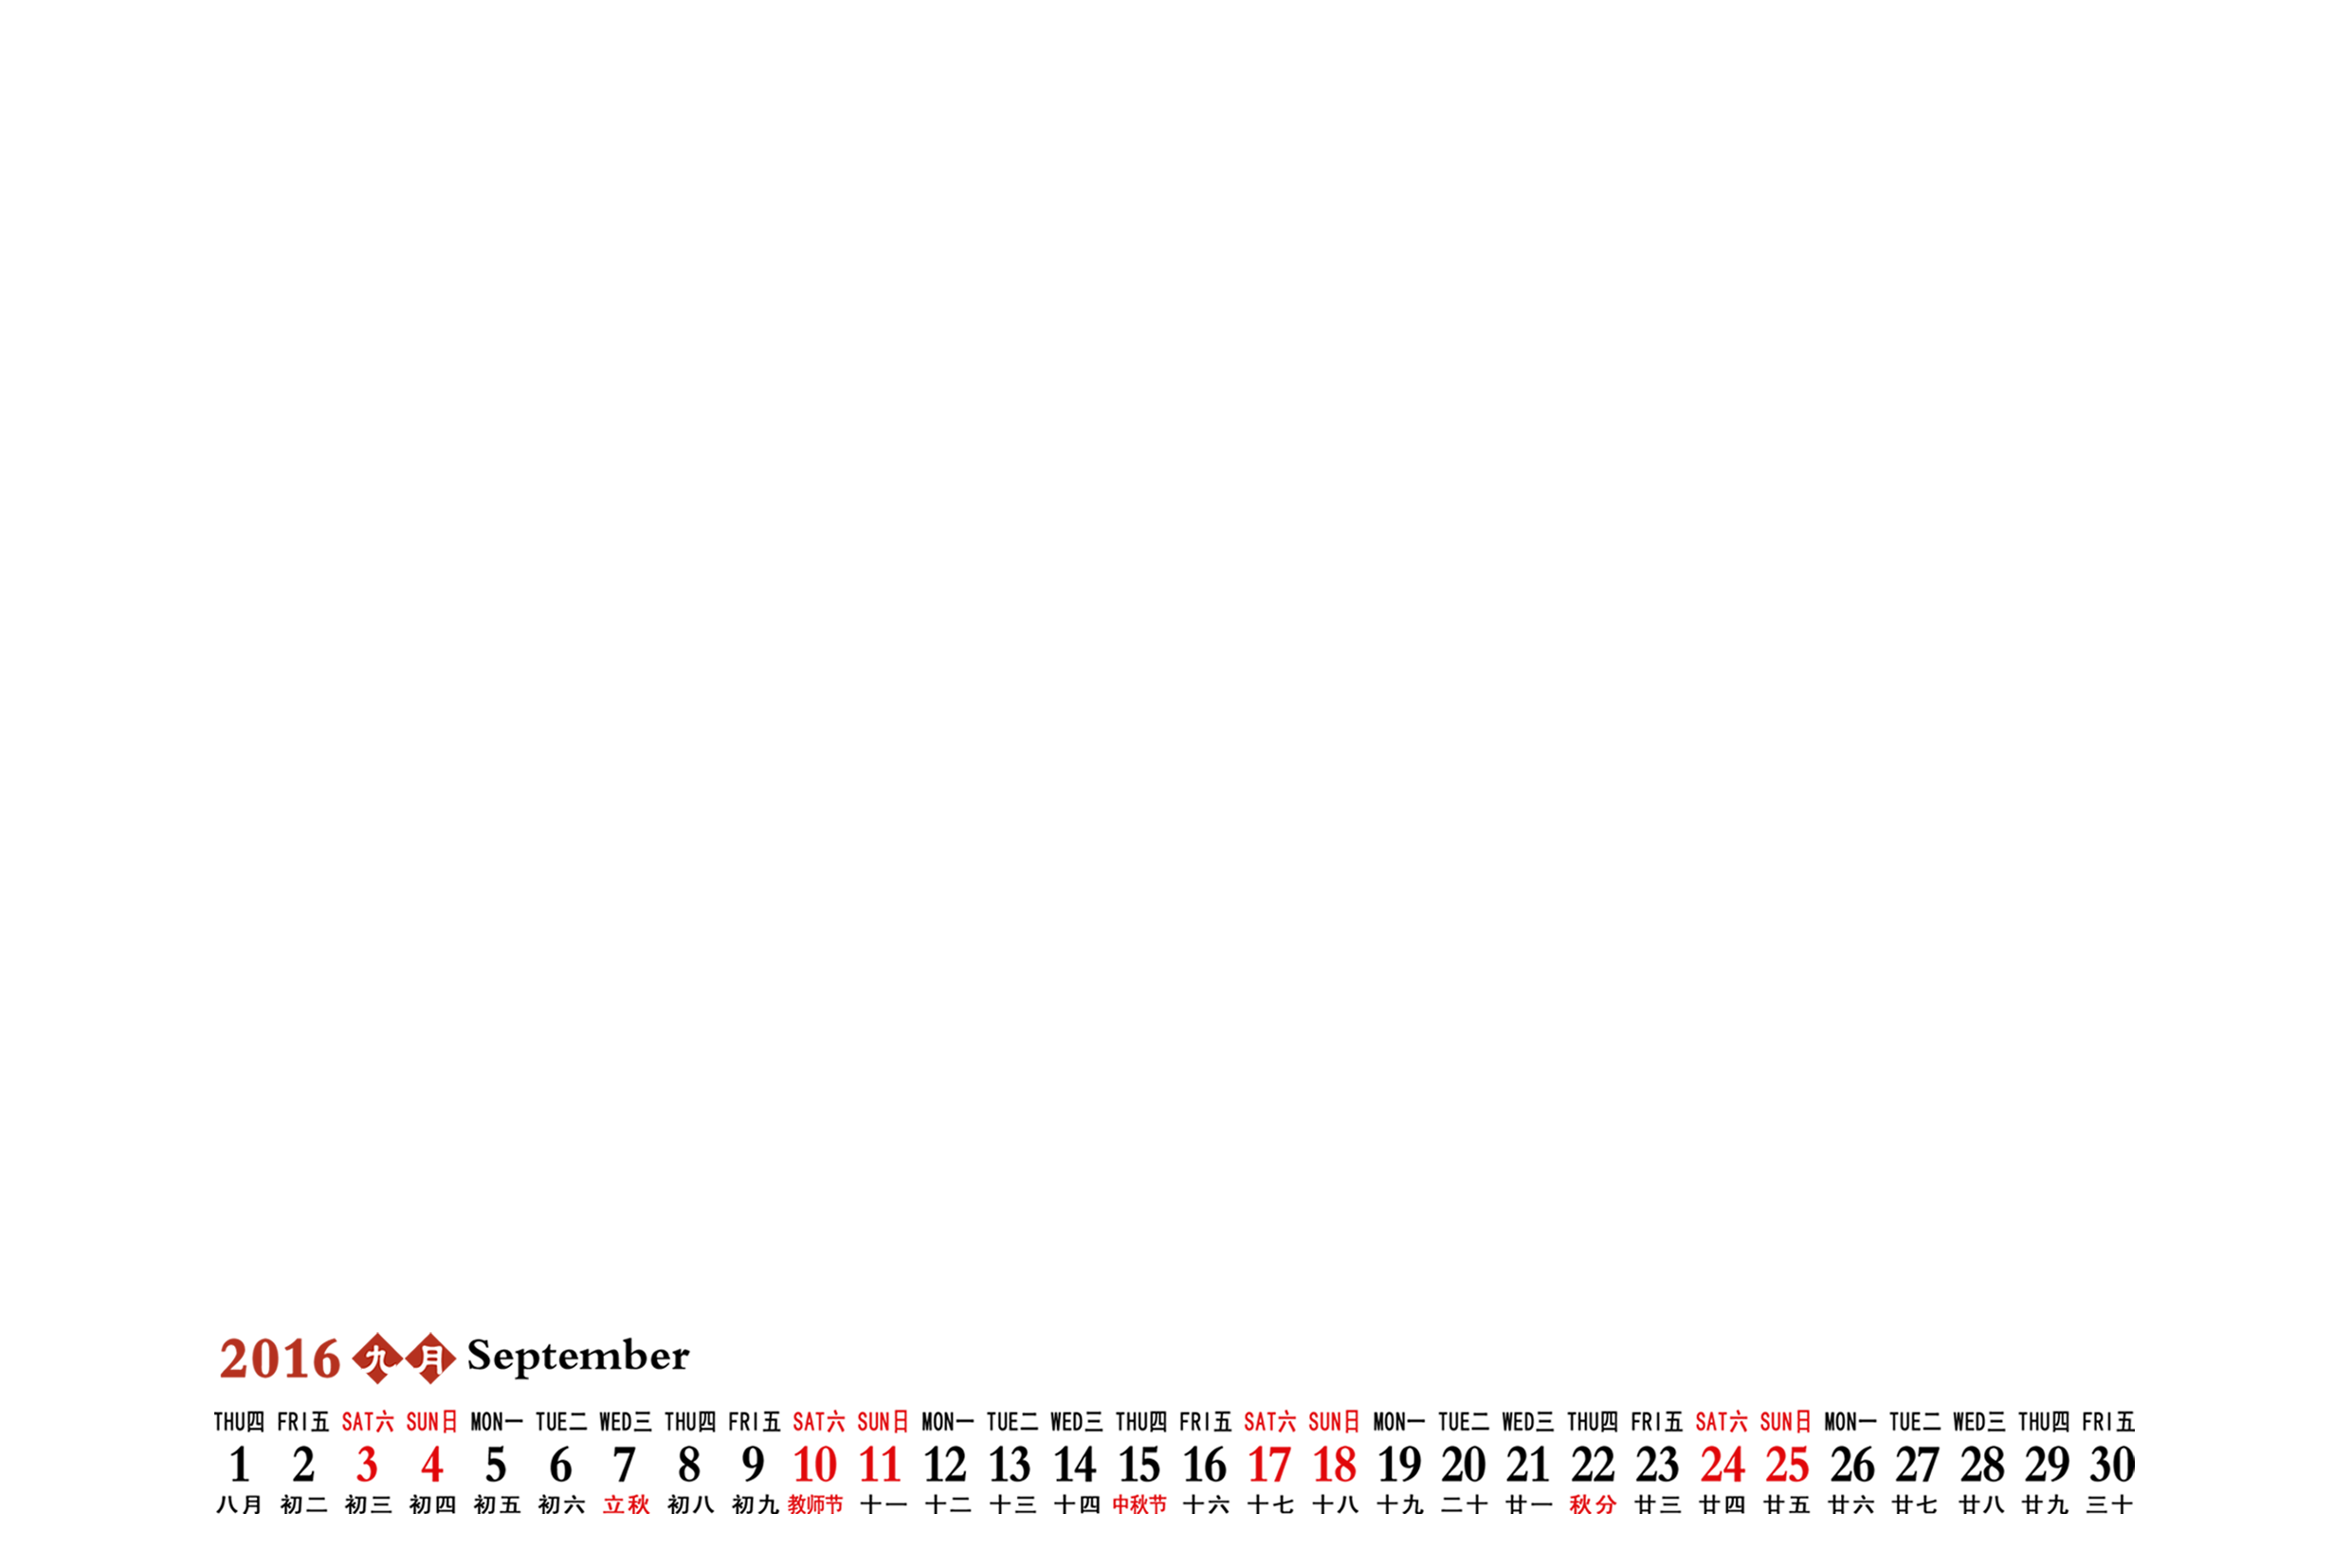 2016 九月 September
THU四 FRI五 SAT六 SUN日 MON一 TUE二 WED三 THU四 FRI五 SAT六 SUN日 MON一 TUE二 WED三 THU四 FRI五 SAT六 SUN日 MON一 TUE二 WED三 THU四 FRI五 SAT六 SUN日 MON一 TUE二 WED三 THU四 FRI五
1 2 3 4 5 6 7 8 9 10 11 12 13 14 15 16 17 18 19 20 21 22 23 24 25 26 27 28 29 30
八月 初二 初三 初四 初五 初六 立秋 初八 初九 教师节 十一 十二 十三 十四 中秋节 十六 十七 十八 十九 二十 廿一 秋分 廿三 廿四 廿五 廿六 廿七 廿八 廿九 三十